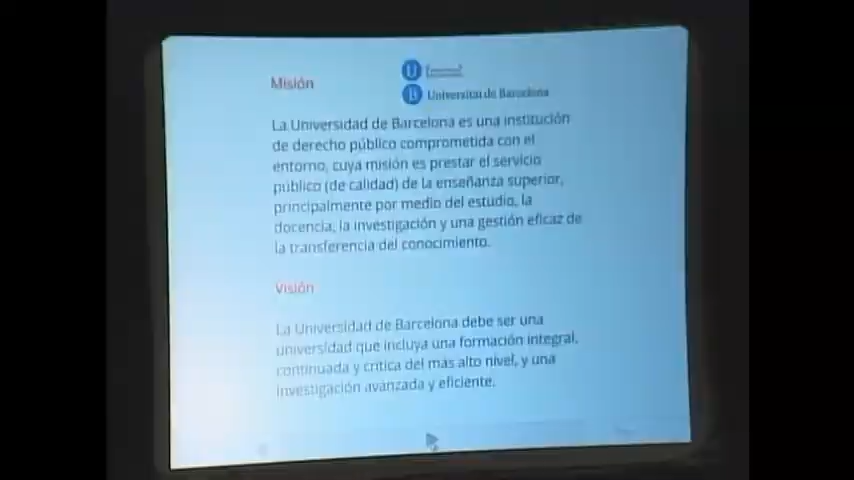 Misión
U
B Universitat de Barcelona
La Universidad de Barcelona es una institución
de derecho público comprometida con el
entorno, cuya misión es prestar el servicio
público (de calidad) de la enseñanza superior,
principalmente por medio del estudio, la
docencia, la investigación y una gestión eficaz de
la transferencia del conocimiento.
Visión
La Universidad de Barcelona debe ser una
universidad que incluya una formación integral,
continuada y crítica del más alto nivel, y una
investigación avanzada y eficiente.